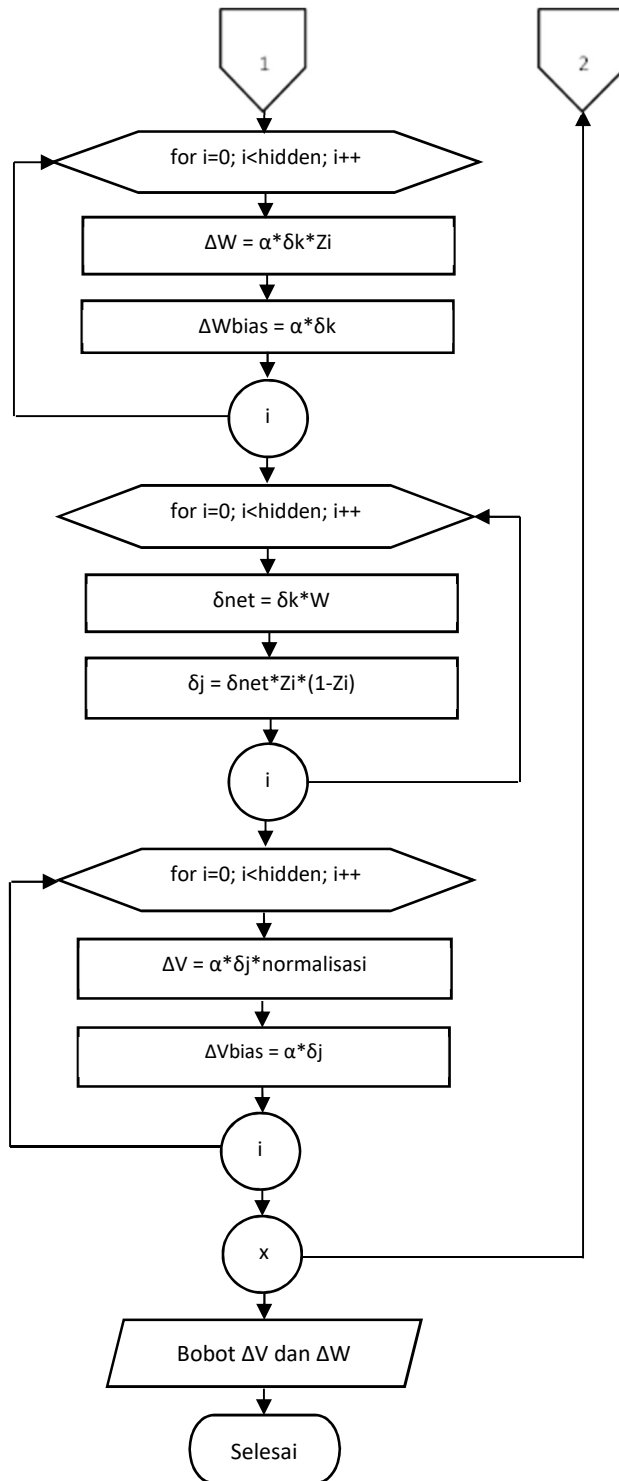 1
2
for i=0; i<hidden; i++
ΔW = α*δk*Zi
ΔWbias = α*δk
i
for i=0; i<hidden; i++
δnet = δk*W
δj = δnet*Zi*(1-Zi)
i
for i=0; i<hidden; i++
ΔV = α*δj*normalisasi
ΔVbias = α*δj
i
x
Bobot ΔV dan ΔW
Selesai